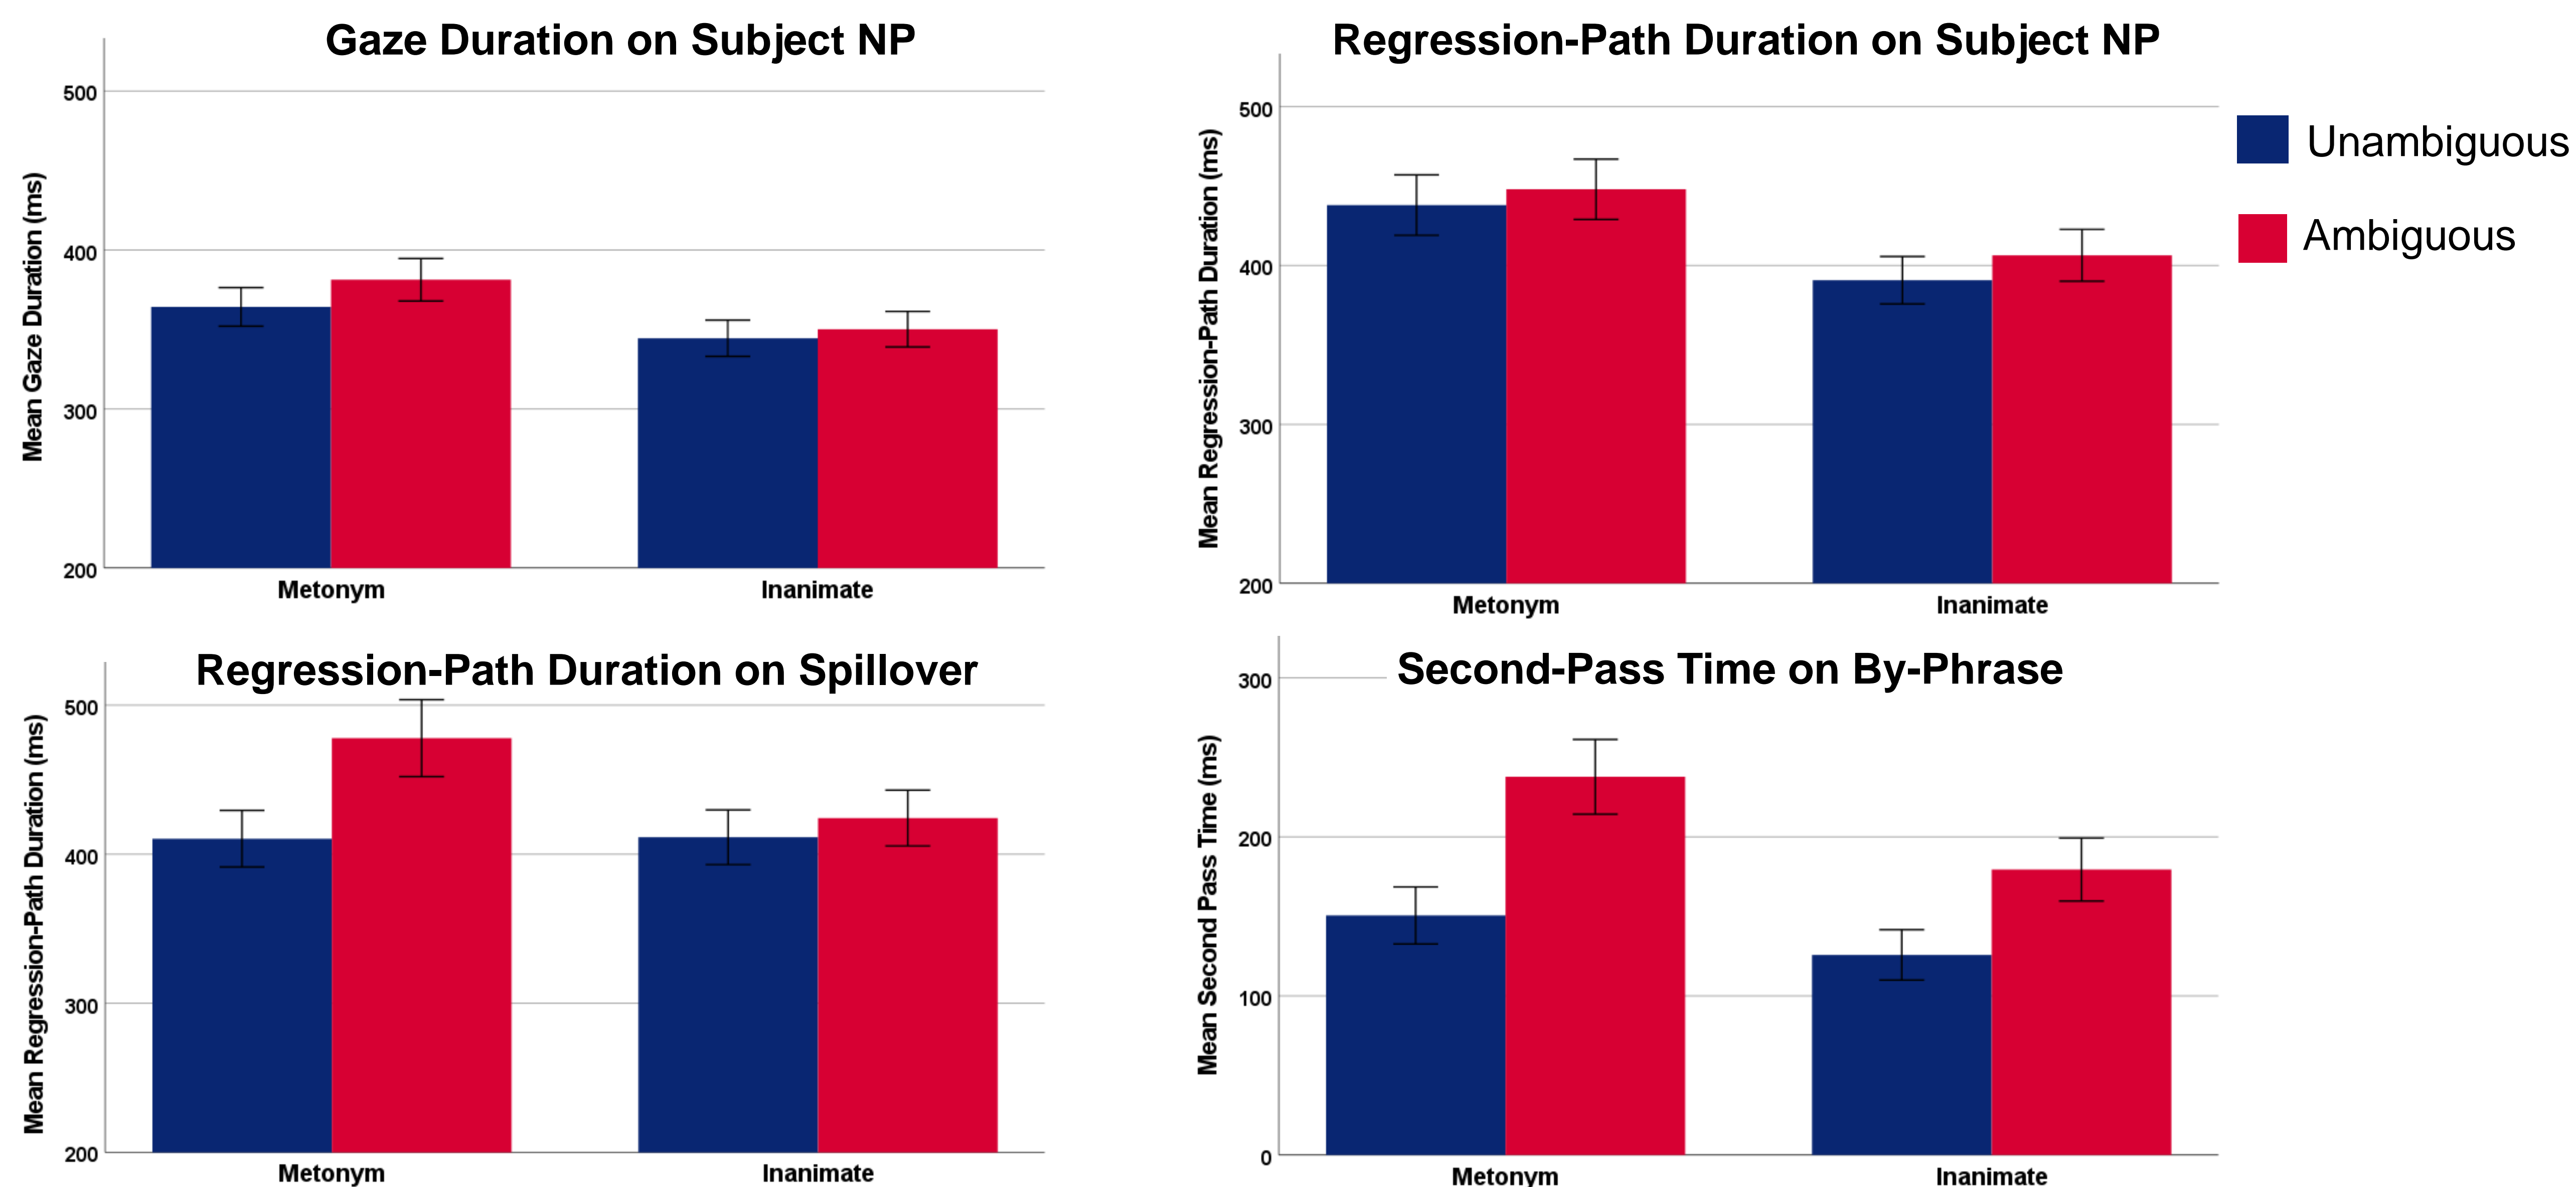 Gaze Duration on Subject NP
Mean Gaze Duration (ms)
500
400
300
200
Metonym
Inanimate
Regression-Path Duration on Subject NP
Mean Regression-Path Duration (ms)
500
400
300
200
Metonym
Inanimate
Unambiguous
Ambiguous
Regression-Path Duration on Spillover
Mean Regression-Path Duration (ms)
500
400
300
200
Metonym
Inanimate
Second-Pass Time on By-Phrase
Mean Second Pass Time (ms)
300
200
100
0
Metonym
Inanimate